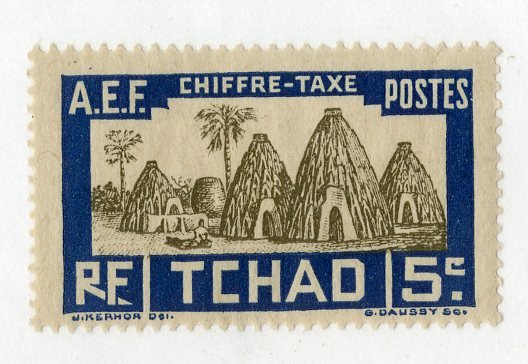 A.E.F. CHIFFRE-TAXE POSTES
RF. TCHAD 5c.
J.KERHOR Del. G.DAUSSY Sc.